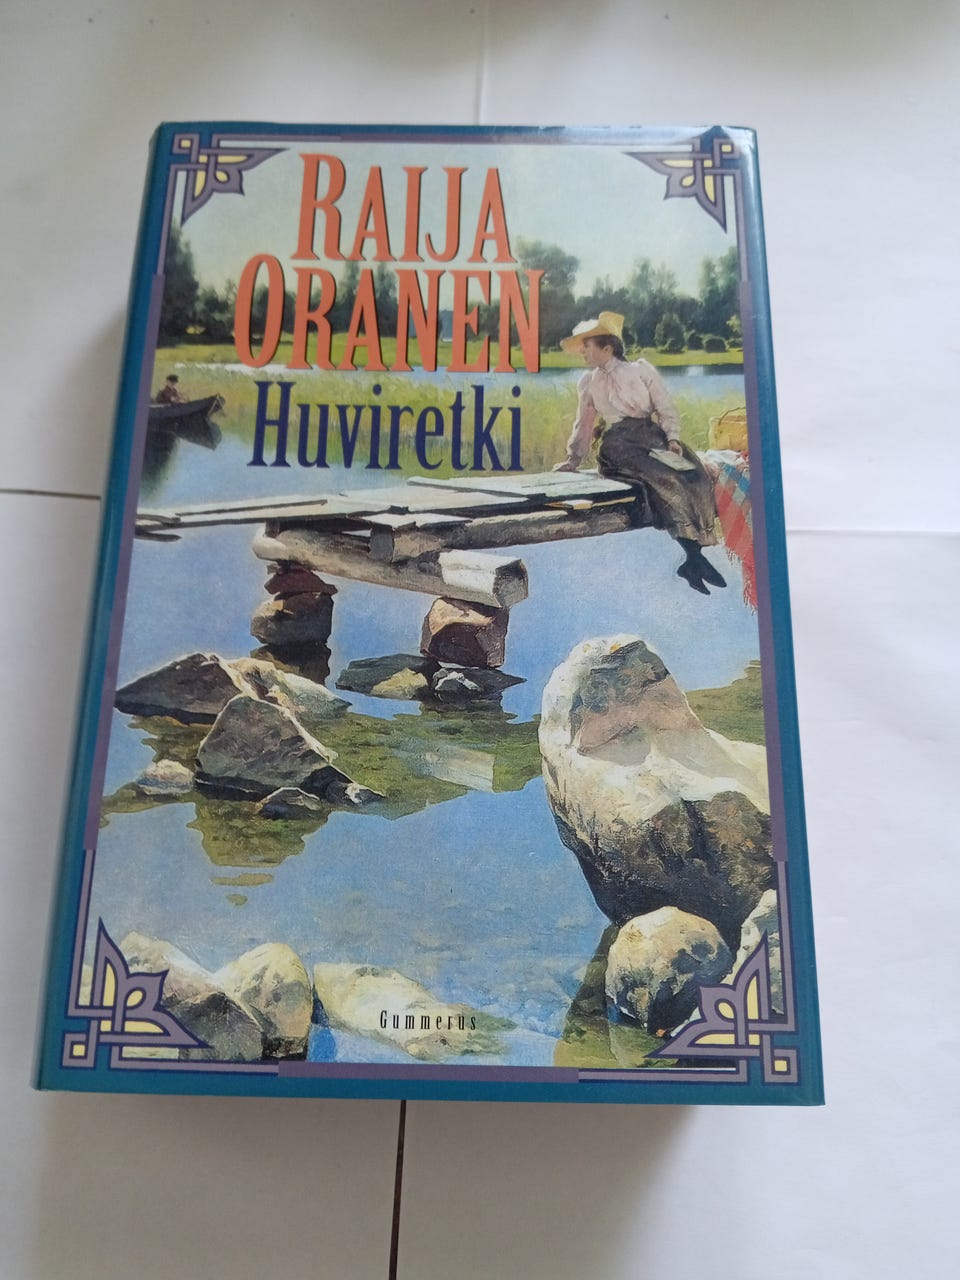 RAIJA
ORANEN
Huviretki
Gummerus